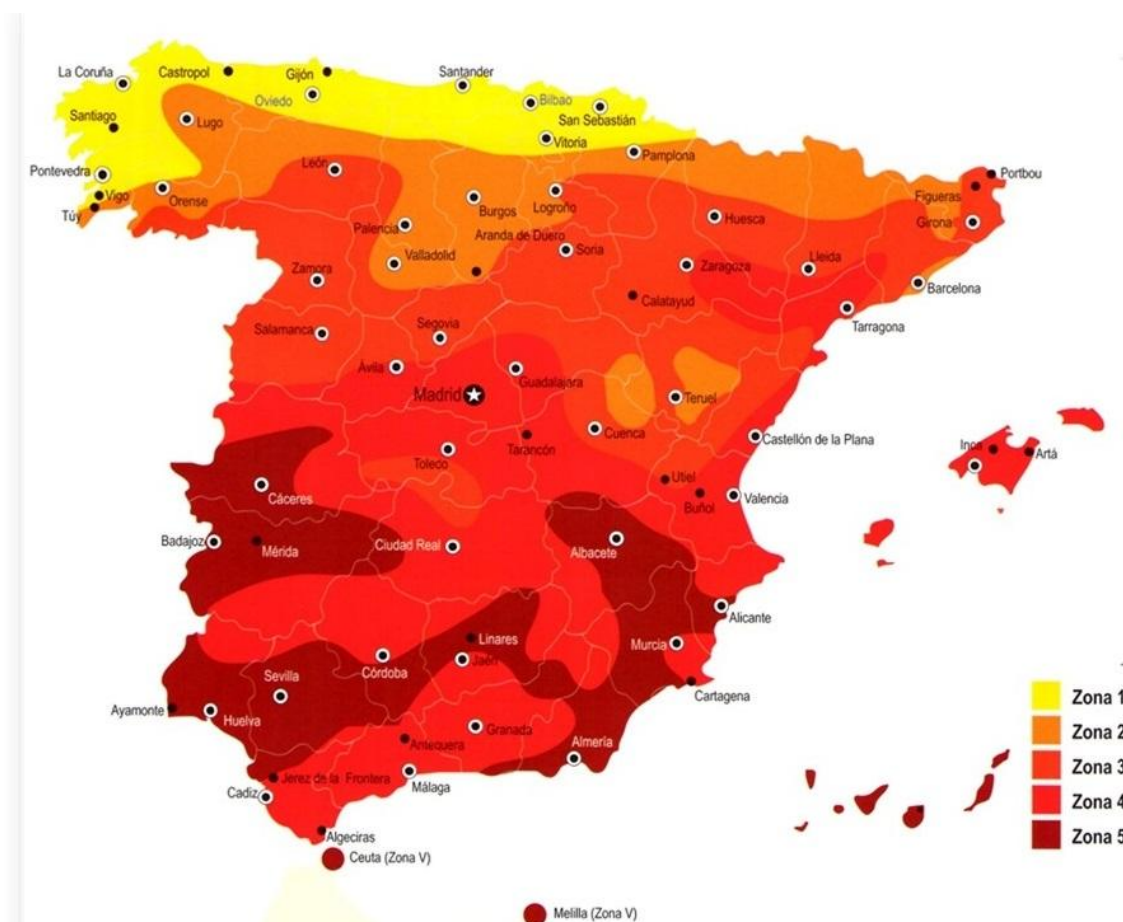 La Coruña
Castropol
Gijón
Santander
Oviedo
Bilbao
Santiago
Lugo
San Sebastián
Vitoria
Pamplona
León
Pontevedra
Portbou
Vigo
Orense
Figueras
Túy
Burgos
Logroño
Huesca
Girona
Palencia
Aranda de Duero
Soria
Valladolid
Zamora
Zaragoza
Lleida
Barcelona
Calatayud
Tarragona
Salamanca
Segovia
Ávila
Guadalajara
Madrid
Teruel
Cuenca
Castellón de la Plana
Tarancón
Inca
Artá
Toledo
Utiel
Cáceres
Buñol
Valencia
Badajoz
Mérida
Ciudad Real
Albacete
Alicante
Linares
Murcia
Córdoba
Jaén
Sevilla
Cartagena
Ayamonte
Huelva
Granada
Antequera
Almería
Jerez de la Frontera
Málaga
Cadiz
Algeciras
Ceuta (Zona V)
Melilla (Zona V)
Zona 1
Zona 2
Zona 3
Zona 4
Zona 5